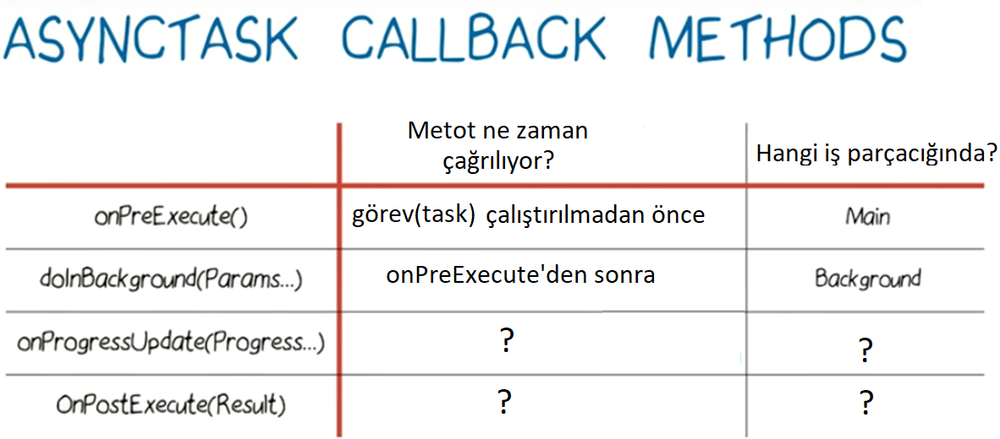 ASYNCTASK CALLBACK METHODS
Metot ne zaman
çağrılıyor?
Hangi iş parçacığında?
onPreExecute()
görev(task) çalıştırılmadan önce
Main
doInBackground(Params...)
onPreExecute'den sonra
Background
onProgressUpdate(Progress...)
?
?
OnPostExecute(Result)
?
?